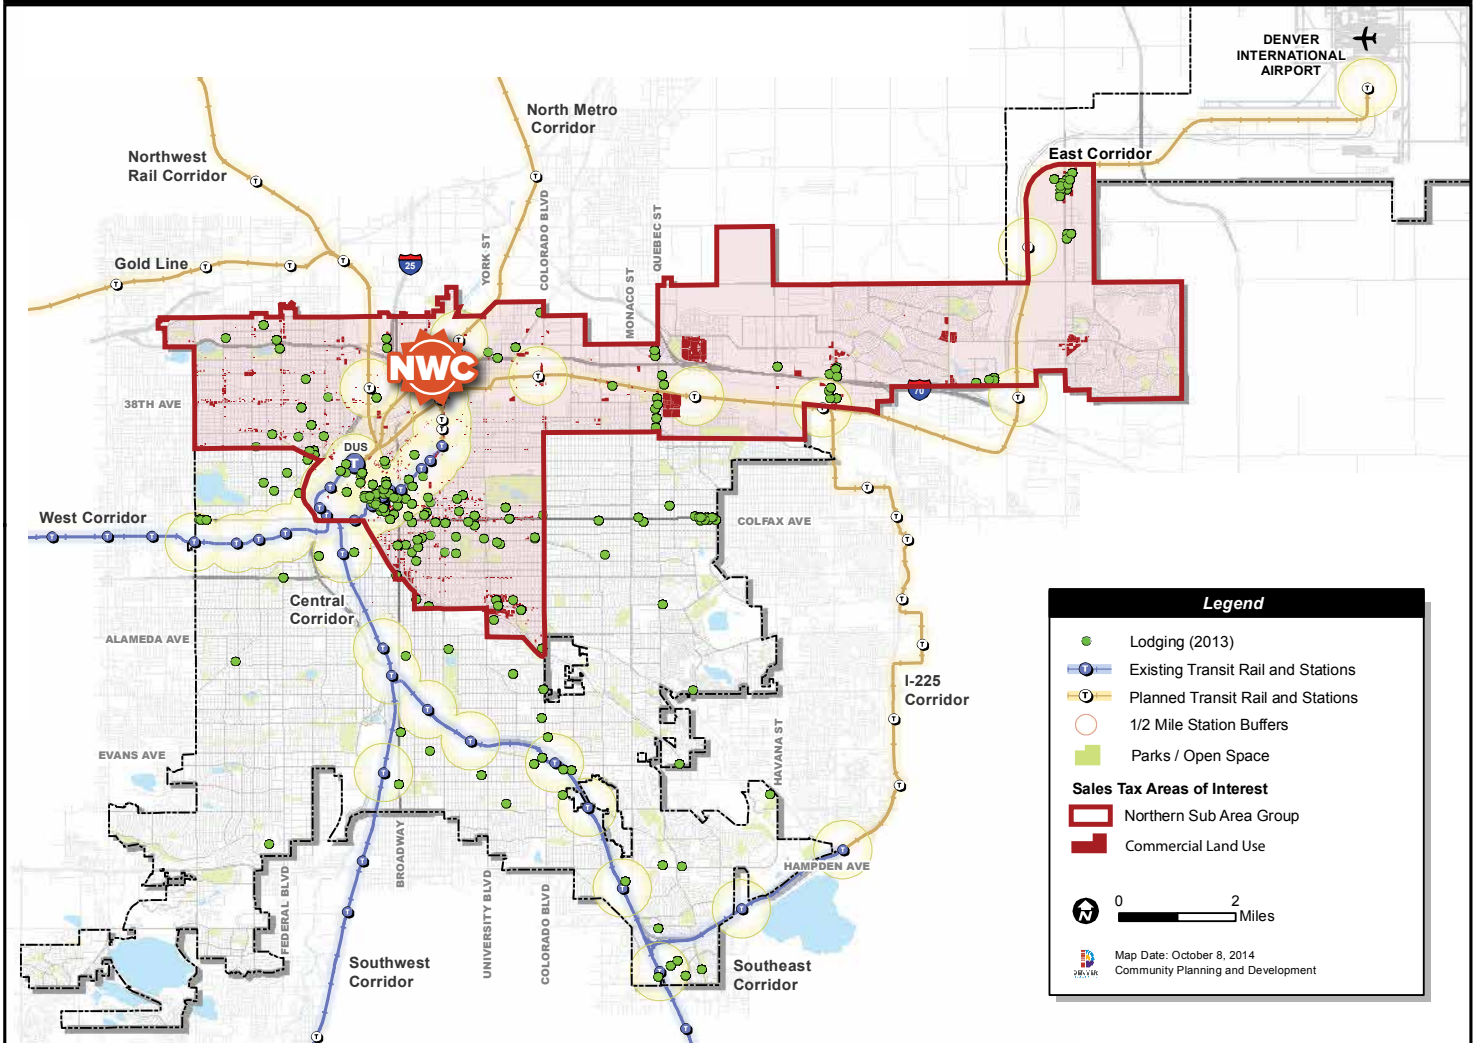 DENVER
INTERNATIONAL
AIRPORT
North Metro
Corridor
Northwest
Rail Corridor
East Corridor
Gold Line
25
YORK ST
COLORADO BLVD
QUEBEC ST
MONACO ST
NWC
38TH AVE
70
DUS
West Corridor
COLFAX AVE
Central
Corridor
ALAMEDA AVE
I-225
Corridor
EVANS AVE
HAVANA ST
BROADWAY
HAMPDEN AVE
FEDERAL BLVD
UNIVERSITY BLVD
COLORADO BLVD
Southwest
Corridor
Southeast
Corridor
Legend
Lodging (2013)
T Existing Transit Rail and Stations
T Planned Transit Rail and Stations
1/2 Mile Station Buffers
Parks / Open Space
Sales Tax Areas of Interest
Northern Sub Area Group
Commercial Land Use
N
0 2
Miles
DENVER
Map Date: October 8, 2014
Community Planning and Development